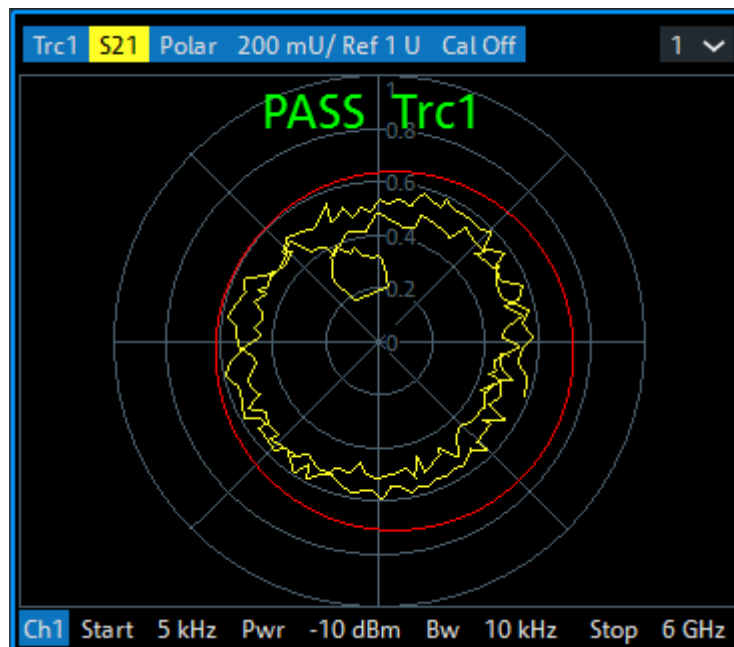 Trc1 S21 Polar 200 mU/ Ref 1 U Cal Off 1
1
PASS Trc1
0.8
0.6
0.4
0.2
0
Ch1 Start 5 kHz Pwr -10 dBm Bw 10 kHz Stop 6 GHz